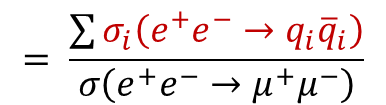 = ∑ σᵢ(e⁺e⁻ → qᵢq̄ᵢ)
σ(e⁺e⁻ → μ⁺μ⁻)